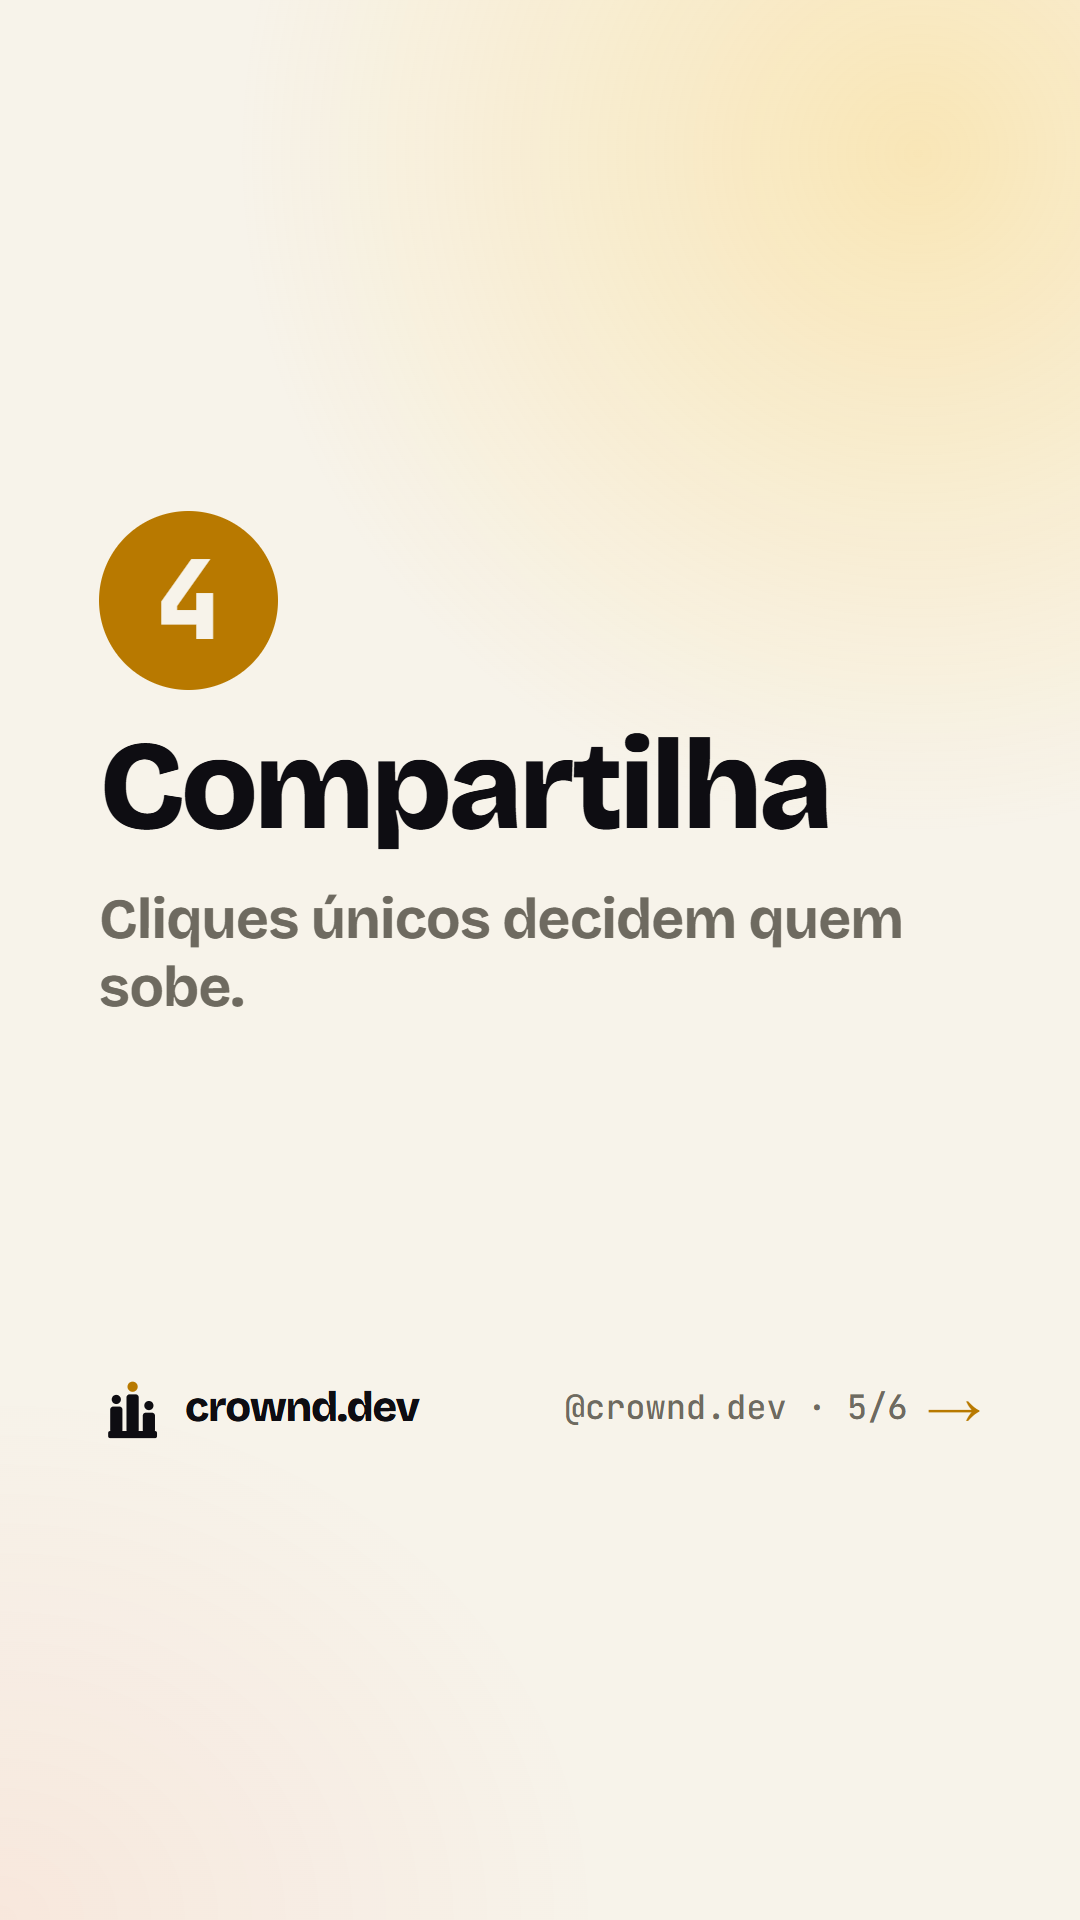 4
Compartilha
Cliques únicos decidem quem
sobe.
crownd.dev
@crownd.dev · 5/6 →